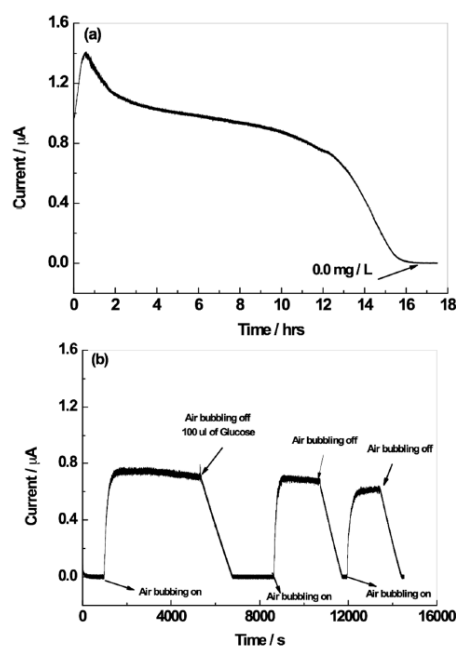 (a)
1.6
1.2
0.8
0.4
0.0
Current / μA
0.0 mg / L
0 2 4 6 8 10 12 14 16 18
Time / hrs
(b)
1.6
1.2
0.8
0.4
0.0
Current / μA
Air bubbling off
100 ul of Glucose
Air bubbling off
Air bubbling off
Air bubbing on
Air bubbling on
Air bubbling on
0 4000 8000 12000 16000
Time / s